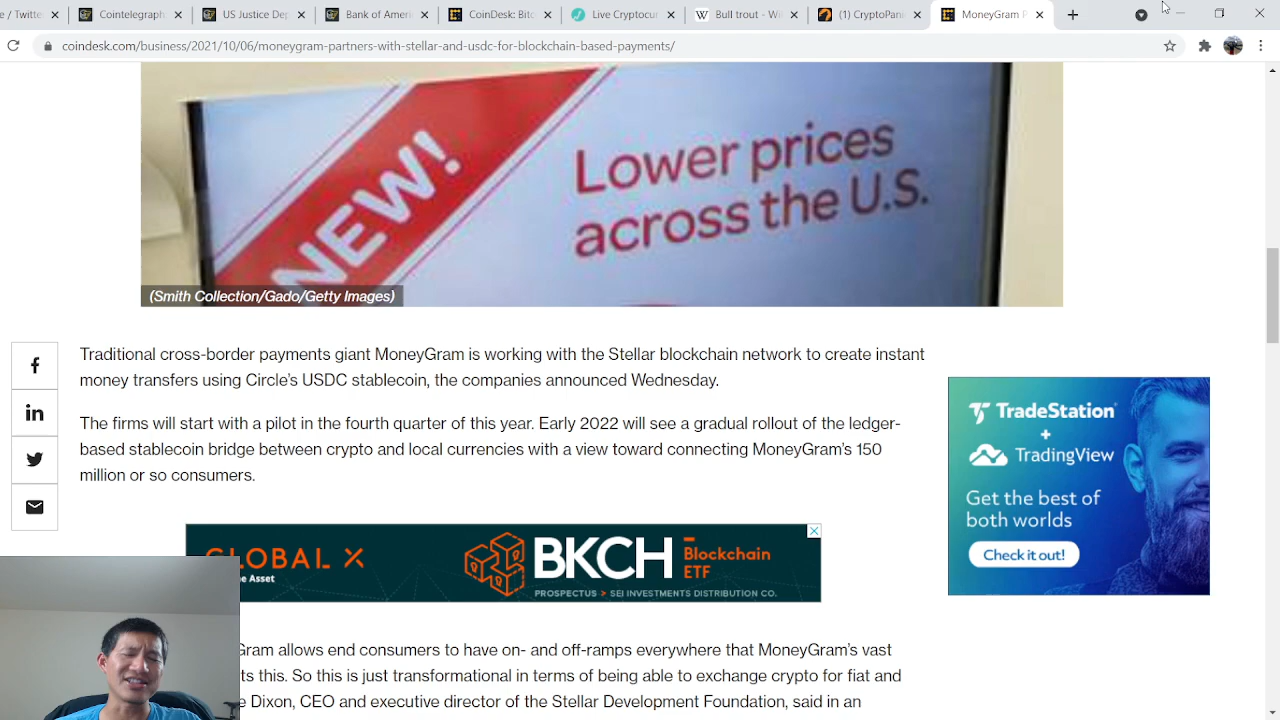 e / Twitte
Cointelegraph
US Justice Dep
Bank of Ameri
CoinDesk Bitc
Live Cryptocur
Bull trout - Wik
(1) CryptoPane
MoneyGram P
coindesk.com/business/2021/10/06/moneygram-partners-with-stellar-and-usdc-for-blockchain-based-payments/
NEW!
Lower prices
across the U.S.
(Smith Collection/Gado/Getty Images)
Traditional cross-border payments giant MoneyGram is working with the Stellar blockchain network to create instant
money transfers using Circle's USDC stablecoin, the companies announced Wednesday.
The firms will start with a pilot in the fourth quarter of this year. Early 2022 will see a gradual rollout of the ledger-
based stablecoin bridge between crypto and local currencies with a view toward connecting MoneyGram's 150
million or so consumers.
TradeStation
+
TradingView
Get the best of
both worlds
Check it out!
GLOBAL X
e Asset
BKCH Blockchain
ETF
PROSPECTUS > SEI INVESTMENTS DISTRIBUTION CO.
Gram allows end consumers to have on- and off-ramps everywhere that MoneyGram's vast
ts this. So this is just transformational in terms of being able to exchange crypto for fiat and
e Dixon, CEO and executive director of the Stellar Development Foundation, said in an